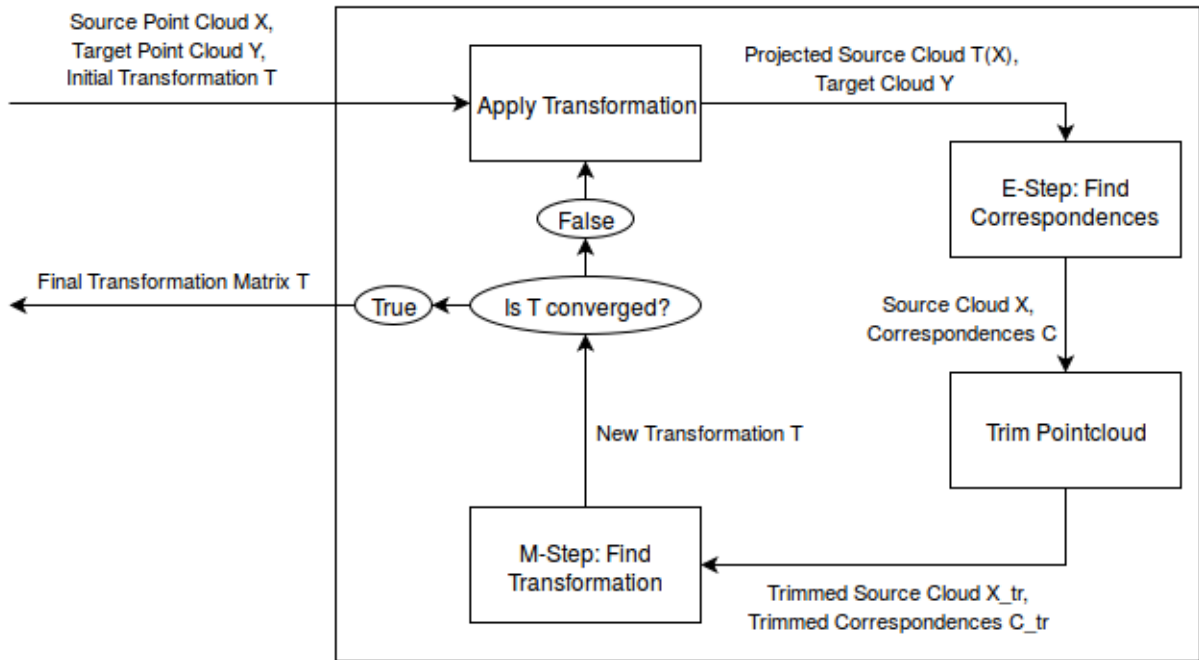 Source Point Cloud X,
Target Point Cloud Y,
Initial Transformation T
Apply Transformation
Projected Source Cloud T(X),
Target Cloud Y
E-Step: Find
Correspondences
False
Final Transformation Matrix T
True
Is T converged?
Source Cloud X,
Correspondences C
Trim Pointcloud
New Transformation T
M-Step: Find
Transformation
Trimmed Source Cloud X_tr,
Trimmed Correspondences C_tr